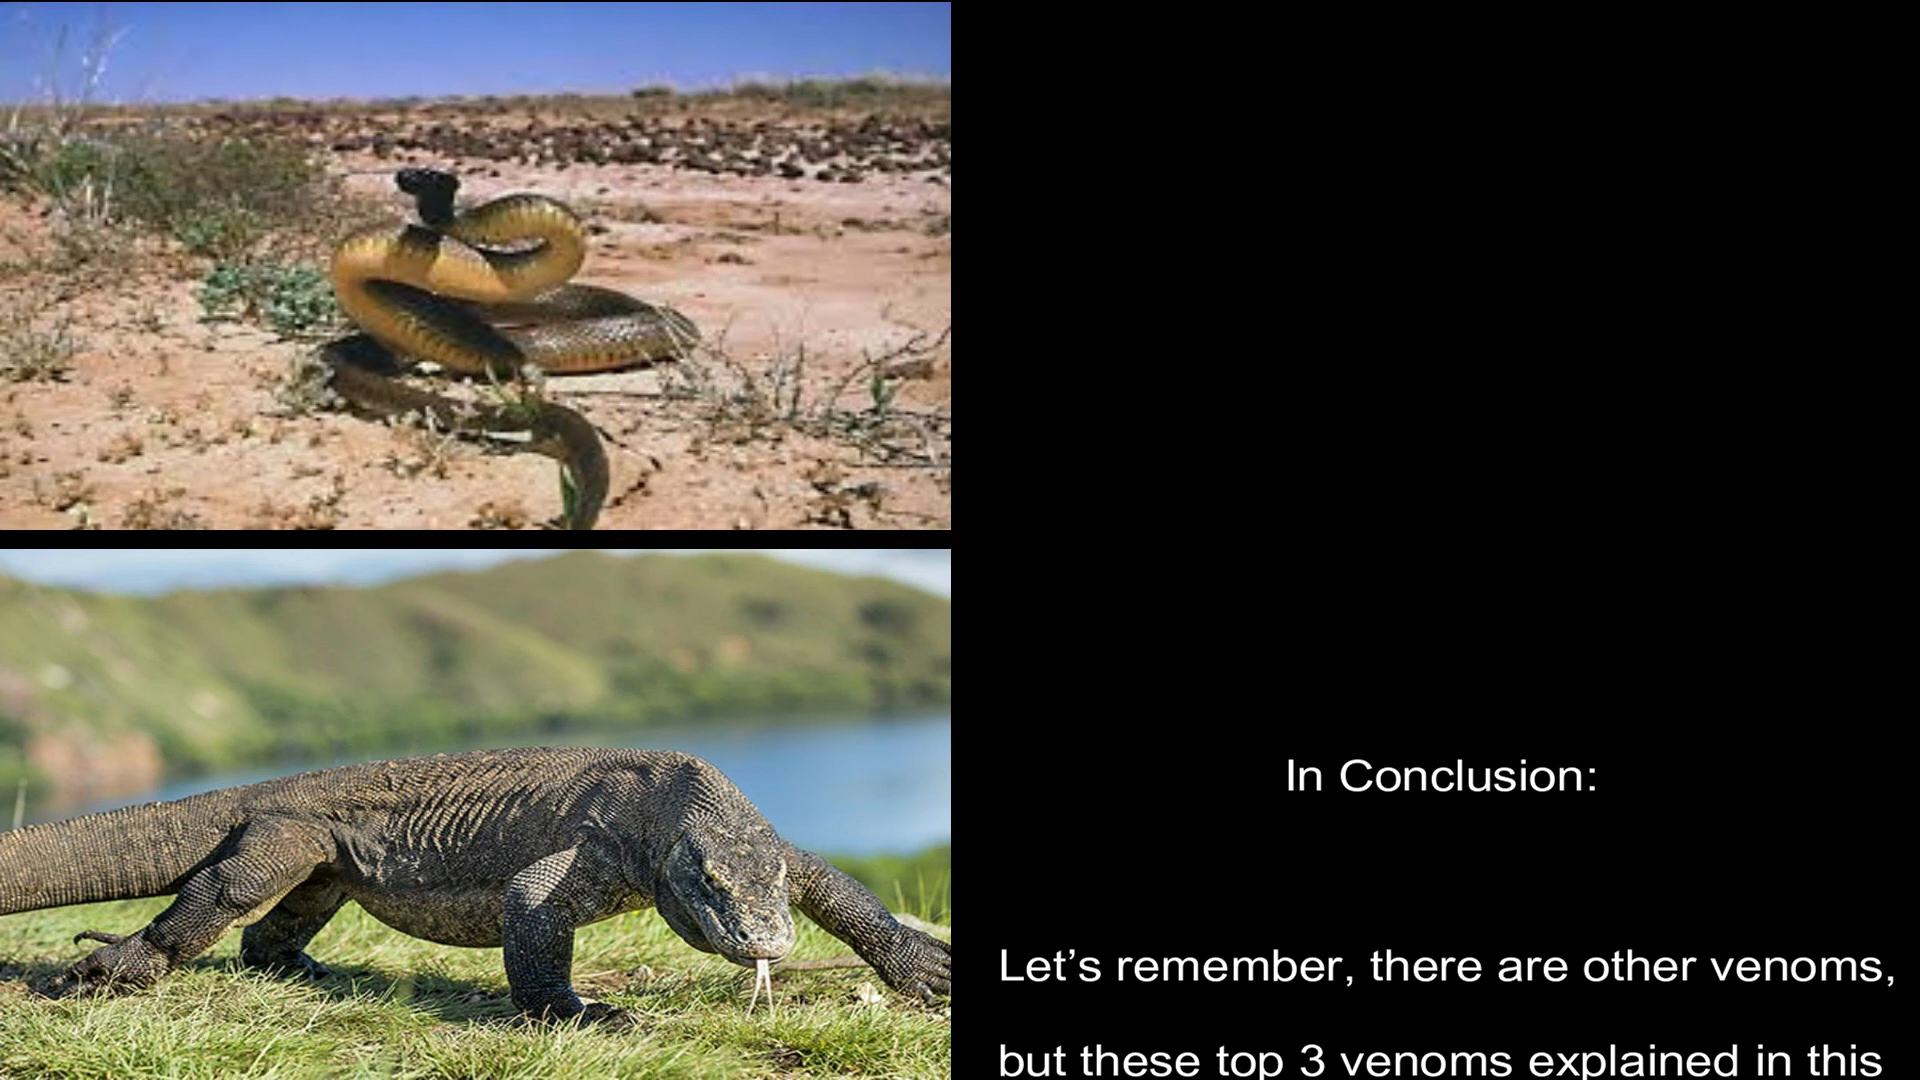 In Conclusion:
Let’s remember, there are other venoms,
but these top 3 venoms explained in this